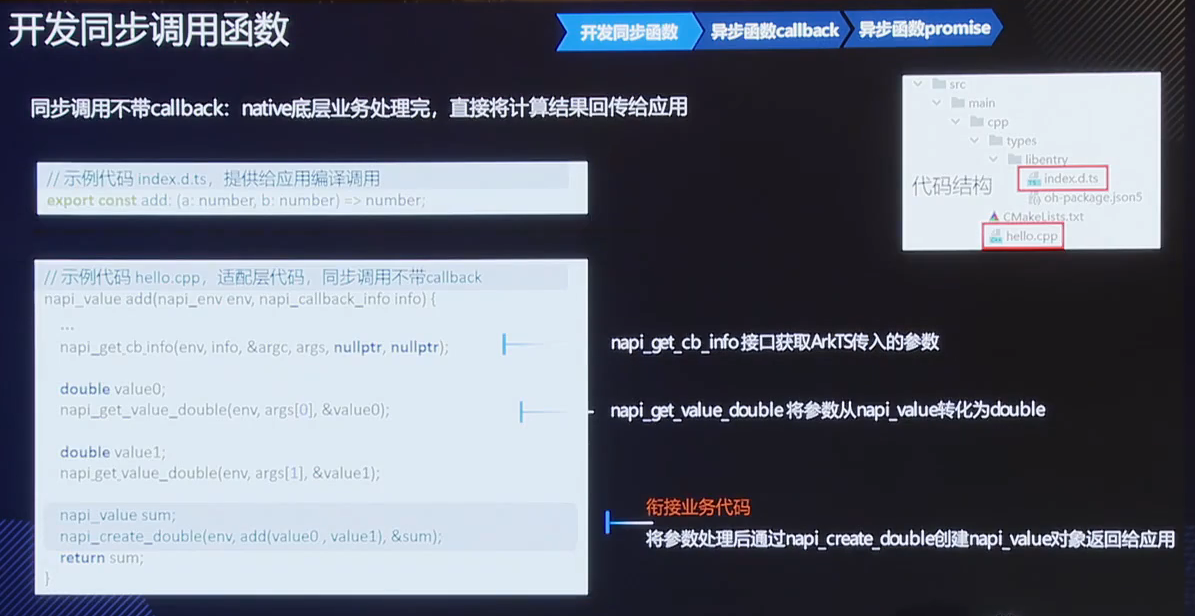 开发同步调用函数
开发同步函数
异步函数callback
异步函数promise
同步调用不带callback：native底层业务处理完，直接将计算结果回传给应用
// 示例代码 index.d.ts，提供给应用编译调用
export const add: (a: number, b: number) => number;
src
main
cpp
types
libentry
index.d.ts
代码结构
oh-package.json5
CMakeLists.txt
hello.cpp
// 示例代码 hello.cpp，适配层代码，同步调用不带callback
napi_value add(napi_env env, napi_callback_info info) {
...
napi_get_cb_info(env, info, &argc, args, nullptr, nullptr);
napi_get_cb_info 接口获取ArkTS传入的参数
double value0;
napi_get_value_double(env, args[0], &value0);
napi_get_value_double 将参数从napi_value转化为double
double value1;
napi_get_value_double(env, args[1], &value1);
napi_value sum;
napi_create_double(env, add(value0 , value1), &sum);
return sum;
}
衔接业务代码
将参数处理后通过napi_create_double创建napi_value对象返回给应用